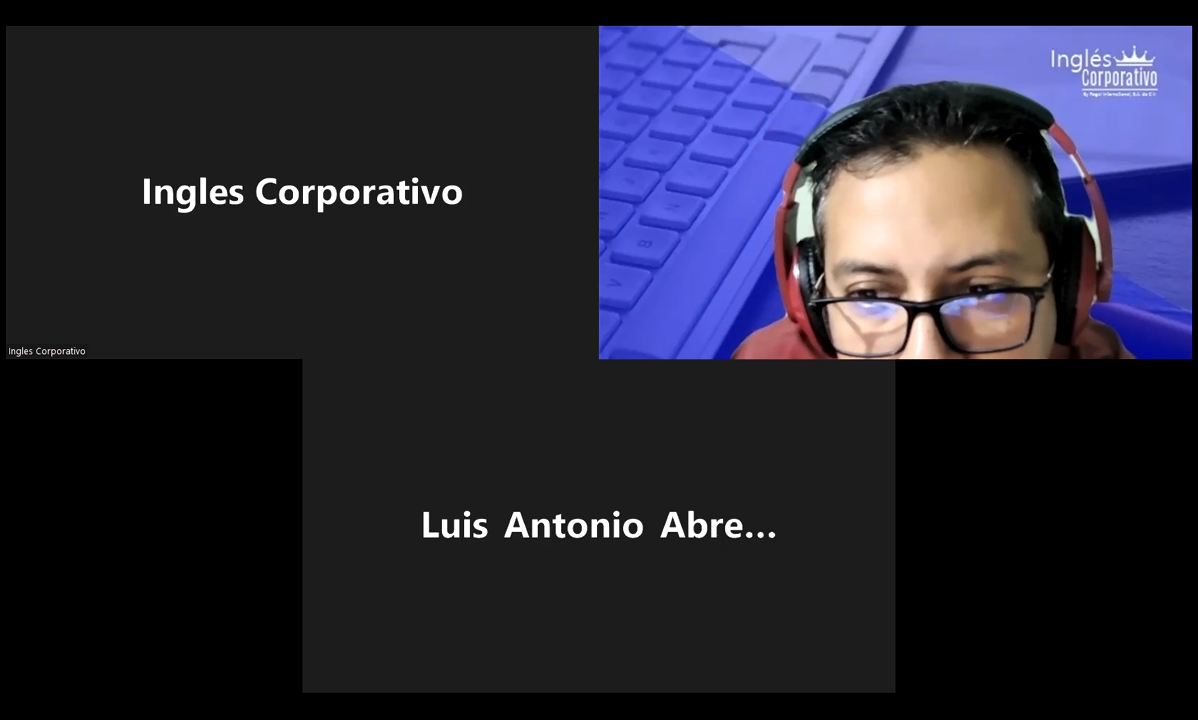 Ingles Corporativo
Ingles Corporativo
Inglés
Corporativo
Luis Antonio Abre...